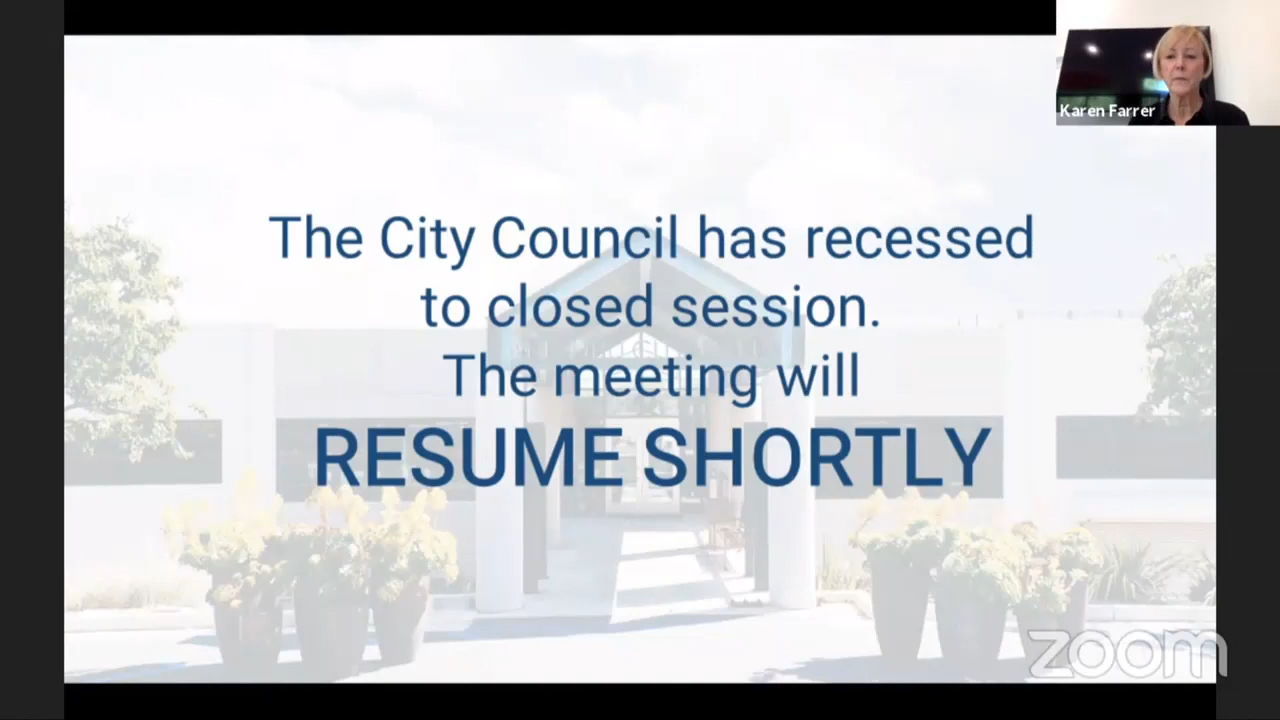 Karen Farrer
The City Council has recessed
to closed session.
The meeting will
RESUME SHORTLY
zoom